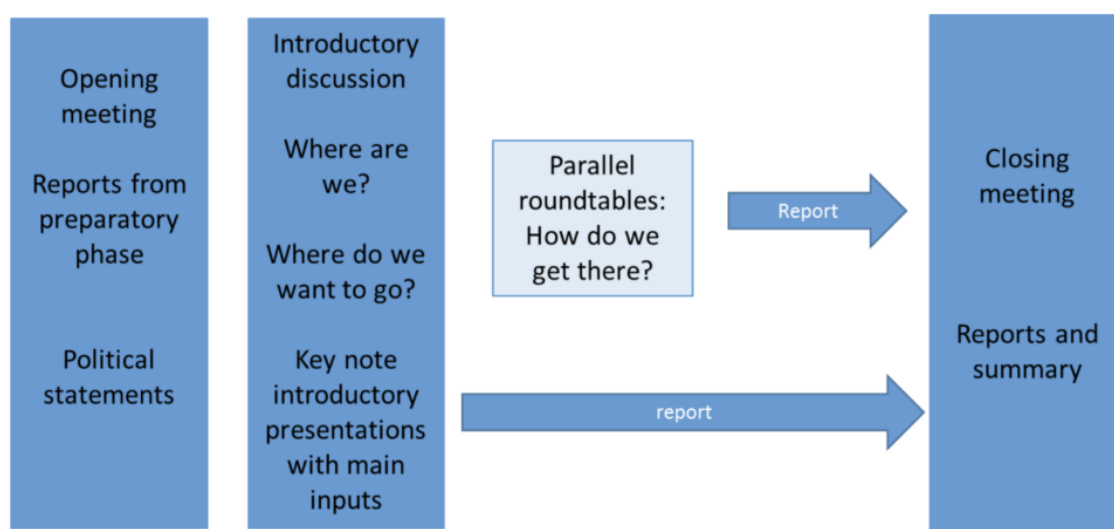 Opening
meeting
Reports from
preparatory
phase
Political
statements
Introductory
discussion
Where are
we?
Where do we
want to go?
Key note
introductory
presentations
with main
inputs
Parallel
roundtables:
How do we
get there?
Report
report
Closing
meeting
Reports and
summary